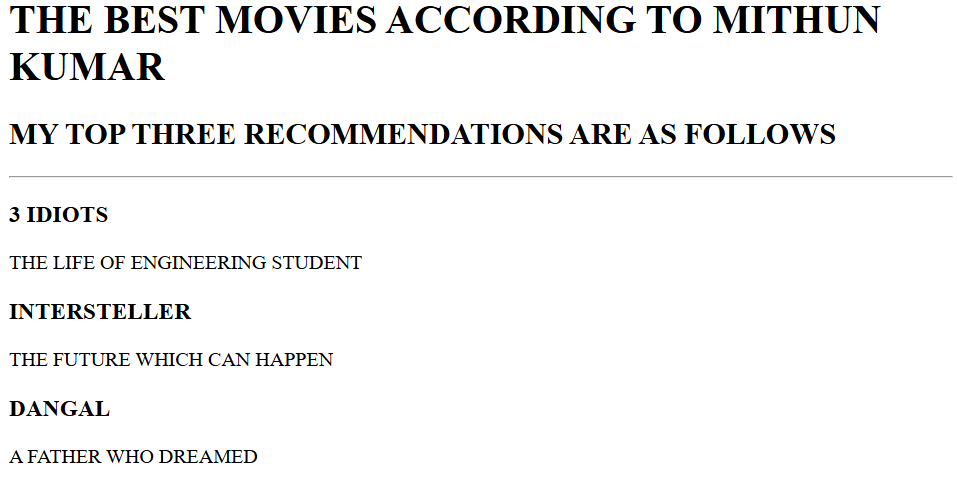 THE BEST MOVIES ACCORDING TO MITHUN
KUMAR
MY TOP THREE RECOMMENDATIONS ARE AS FOLLOWS
3 IDIOTS
THE LIFE OF ENGINEERING STUDENT
INTERSTELLER
THE FUTURE WHICH CAN HAPPEN
DANGAL
A FATHER WHO DREAMED